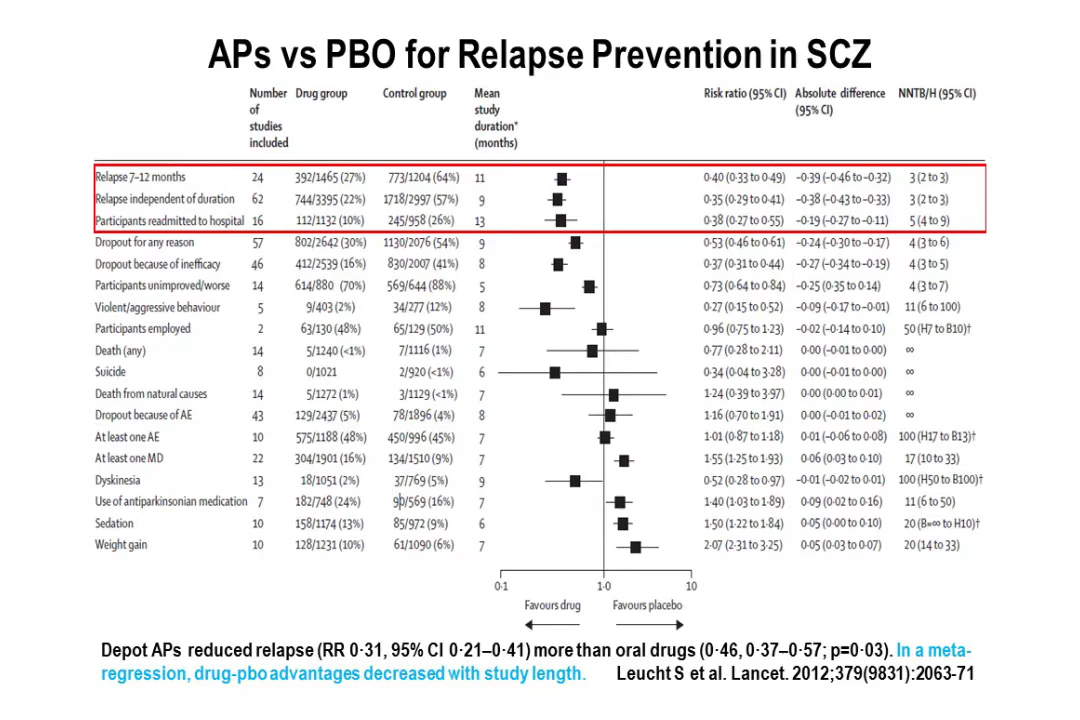 APs vs PBO for Relapse Prevention in SCZ
Number of studies included Drug group Control group Mean study duration* (months) Risk ratio (95% CI) Absolute difference (95% CI) NNTB/H (95% CI)
Relapse 7–12 months 24 392/1465 (27%) 773/1204 (64%) 11 0·40 (0·33 to 0·49) −0·39 (−0·46 to −0·32) 3 (2 to 3)
Relapse independent of duration 62 744/3395 (22%) 1718/2997 (57%) 9 0·35 (0·29 to 0·41) −0·38 (−0·43 to −0·33) 3 (2 to 3)
Participants readmitted to hospital 16 112/1132 (10%) 245/958 (26%) 13 0·38 (0·27 to 0·55) −0·19 (−0·27 to −0·11) 5 (4 to 9)
Dropout for any reason 57 802/2642 (30%) 1130/2076 (54%) 9 0·53 (0·46 to 0·61) −0·24 (−0·30 to −0·17) 4 (3 to 6)
Dropout because of inefficacy 46 412/2539 (16%) 830/2007 (41%) 8 0·37 (0·31 to 0·44) −0·27 (−0·34 to −0·19) 4 (3 to 5)
Participants unimproved/worse 14 614/880 (70%) 569/644 (88%) 5 0·73 (0·64 to 0·84) −0·25 (0·35 to 0·14) 4 (3 to 7)
Violent/aggressive behaviour 5 9/403 (2%) 34/277 (12%) 8 0·27 (0·15 to 0·52) −0·09 (−0·17 to −0·01) 11 (6 to 100)
Participants employed 2 63/130 (48%) 65/129 (50%) 11 0·96 (0·75 to 1·23) −0·02 (−0·14 to 0·10) 50 (H7 to B10)†
Death (any) 14 5/1240 (<1%) 7/1116 (1%) 7 0·77 (0·28 to 2·11) 0·00 (−0·01 to 0·00) ∞
Suicide 8 0/1021 2/920 (<1%) 6 0·34 (0·04 to 3·28) 0·00 (−0·01 to 0·00) ∞
Death from natural causes 14 5/1272 (1%) 3/1129 (<1%) 7 1·24 (0·39 to 3·97) 0·00 (0·00 to 0·01) ∞
Dropout because of AE 43 129/2437 (5%) 78/1896 (4%) 8 1·16 (0·70 to 1·91) 0·00 (−0·01 to 0·02) ∞
At least one AE 10 575/1188 (48%) 450/996 (45%) 7 1·01 (0·87 to 1·18) 0·01 (−0·06 to 0·08) 100 (H17 to B13)†
At least one MD 22 304/1901 (16%) 134/1510 (9%) 7 1·55 (1·25 to 1·93) 0·06 (0·03 to 0·10) 17 (10 to 33)
Dyskinesia 13 18/1051 (2%) 37/769 (5%) 9 0·52 (0·28 to 0·97) −0·01 (−0·02 to 0·01) 100 (H50 to B100)†
Use of antiparkinsonian medication 7 182/748 (24%) 90/569 (16%) 7 1·40 (1·03 to 1·89) 0·09 (0·02 to 0·16) 11 (6 to 50)
Sedation 10 158/1174 (13%) 85/972 (9%) 6 1·50 (1·22 to 1·84) 0·05 (0·00 to 0·10) 20 (B=∞ to H10)†
Weight gain 10 128/1231 (10%) 61/1090 (6%) 7 2·07 (2·31 to 3·25) 0·05 (0·03 to 0·07) 20 (14 to 33)
0·1 1·0 10
Favours drug Favours placebo
Depot APs reduced relapse (RR 0·31, 95% CI 0·21–0·41) more than oral drugs (0·46, 0·37–0·57; p=0·03). In a meta-
regression, drug-pbo advantages decreased with study length. Leucht S et al. Lancet. 2012;379(9831):2063-71